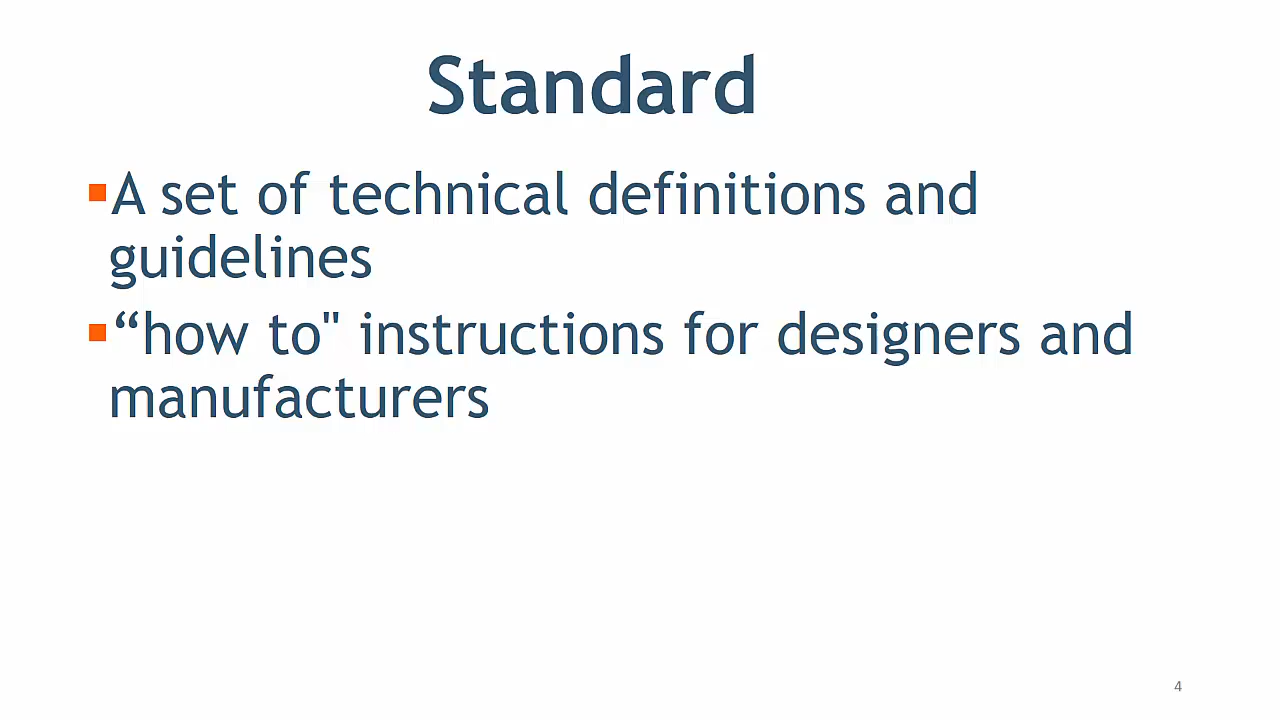 Standard
▪A set of technical definitions and
guidelines
▪“how to" instructions for designers and
manufacturers
4